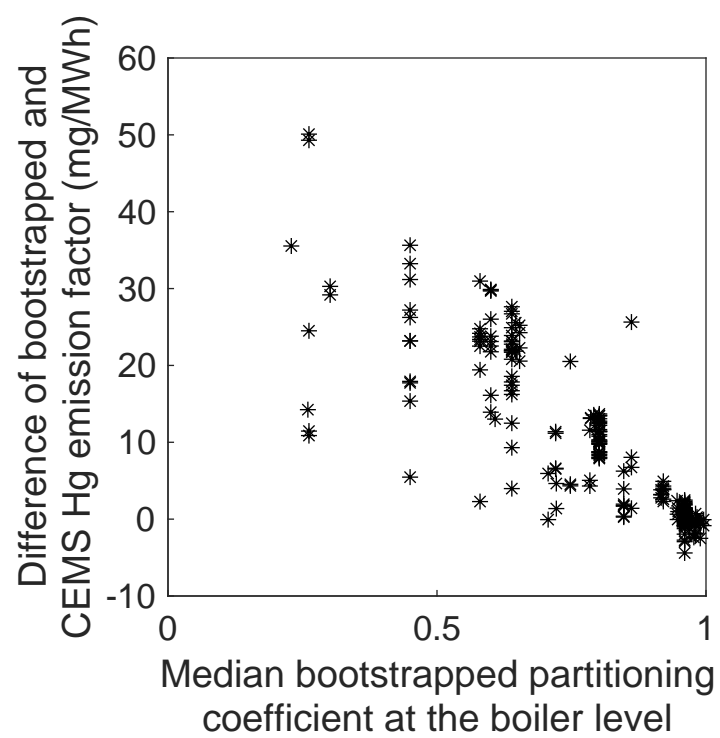 Difference of bootstrapped and
CEMS Hg emission factor (mg/MWh)
60
50
40
30
20
10
0
-10
0
0.5
1
Median bootstrapped partitioning
coefficient at the boiler level